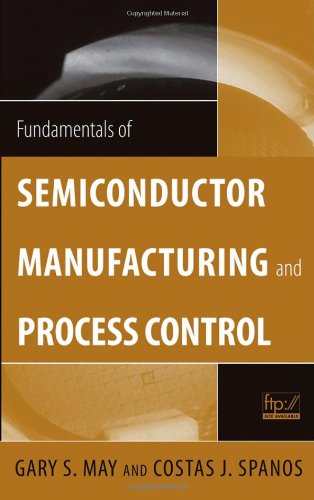 Fundamentals of
SEMICONDUCTOR
MANUFACTURING and
PROCESS CONTROL
ftp://
SITE AVAILABLE
GARY S. MAY AND COSTAS J. SPANOS